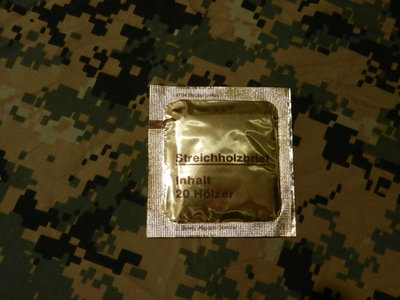 Streichholzbrief
Inhalt
20 Hölzer